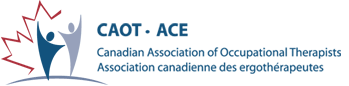 CAOT · ACE
Canadian Association of Occupational Therapists
Association canadienne des ergothérapeutes